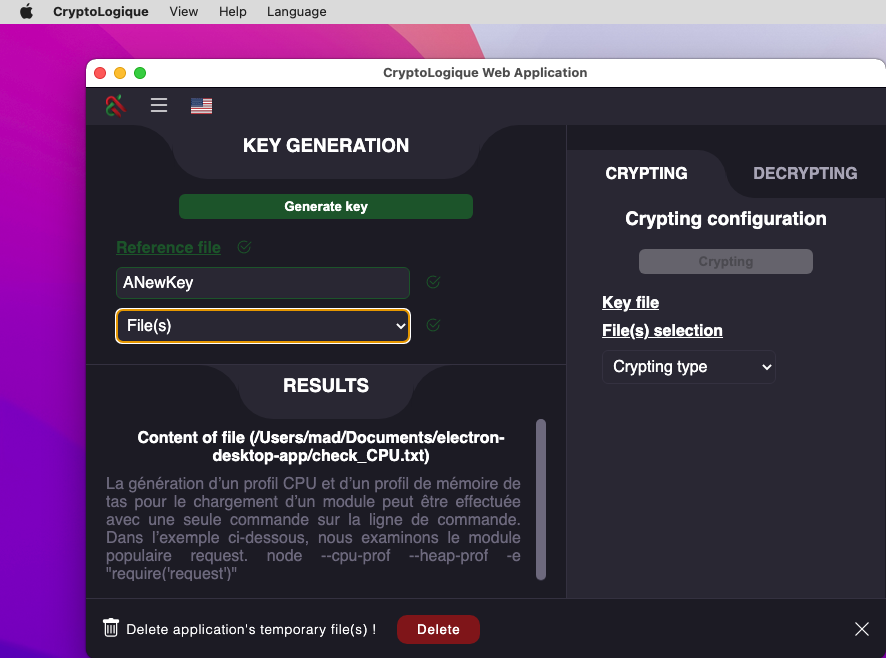 CryptoLogique View Help Language
CryptoLogique Web Application
KEY GENERATION
Generate key
Reference file
ANewKey
File(s)
RESULTS
Content of file (/Users/mad/Documents/electron-
desktop-app/check_CPU.txt)
La génération d’un profil CPU et d’un profil de mémoire de
tas pour le chargement d’un module peut être effectuée
avec une seule commande sur la ligne de commande.
Dans l’exemple ci-dessous, nous examinons le module
populaire request. node --cpu-prof --heap-prof -e
"require('request')"
CRYPTING DECRYPTING
Crypting configuration
Crypting
Key file
File(s) selection
Crypting type
Delete application's temporary file(s) ! Delete